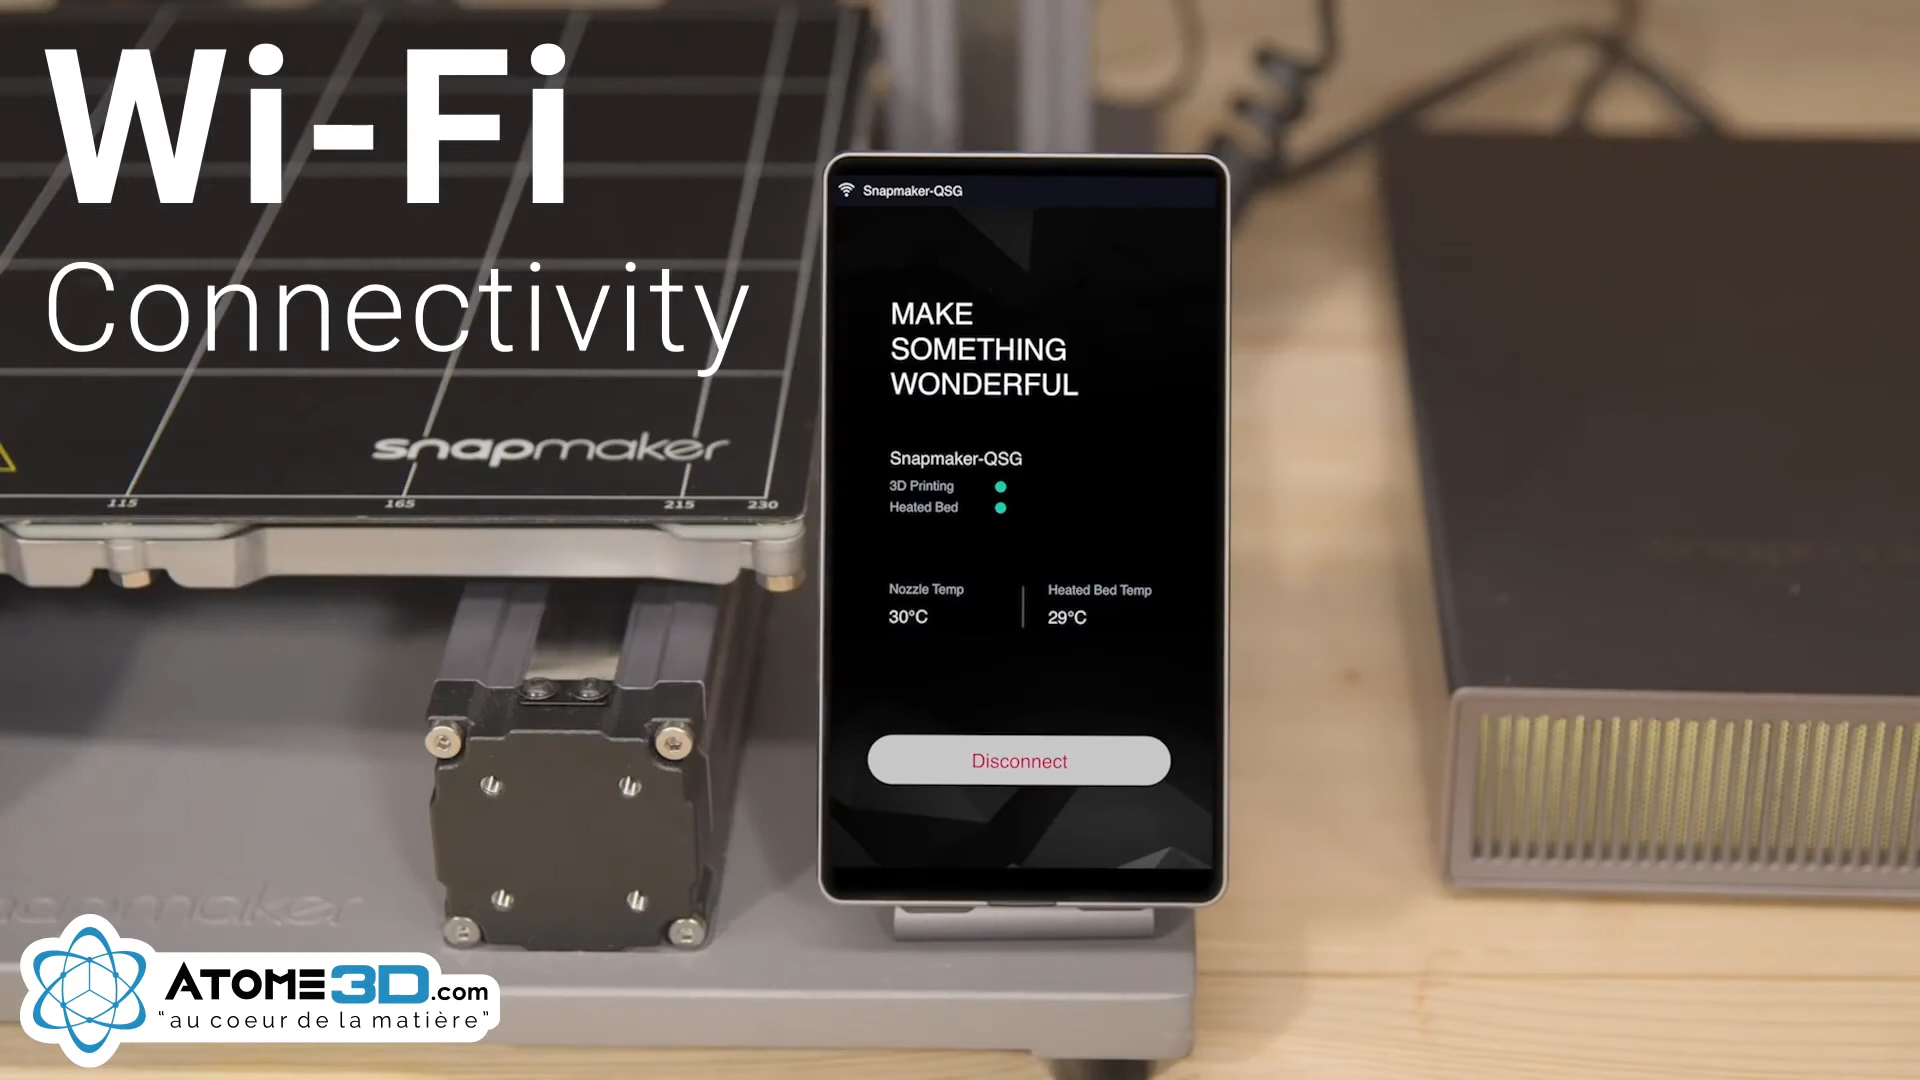 Wi-Fi
Connectivity
snapmaker
115 165 215 230
Snapmaker-QSG
MAKE
SOMETHING
WONDERFUL
Snapmaker-QSG
3D Printing
Heated Bed
Nozzle Temp
Heated Bed Temp
30°C
29°C
Disconnect
snapmaker
ATOME3D.com
"au coeur de la matière"